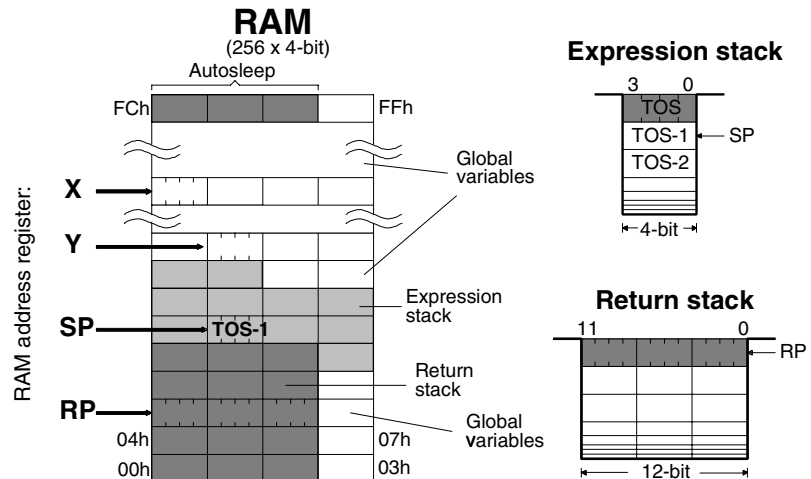 RAM
(256 x 4-bit)
Autosleep
FCh
FFh
Global
variables
RAM address register:
X
Y
SP
TOS-1
RP
Expression
stack
Return
stack
Global
variables
04h
07h
00h
03h
Expression stack
3 0
TOS
TOS-1
SP
TOS-2
4-bit
Return stack
11 0
RP
12-bit